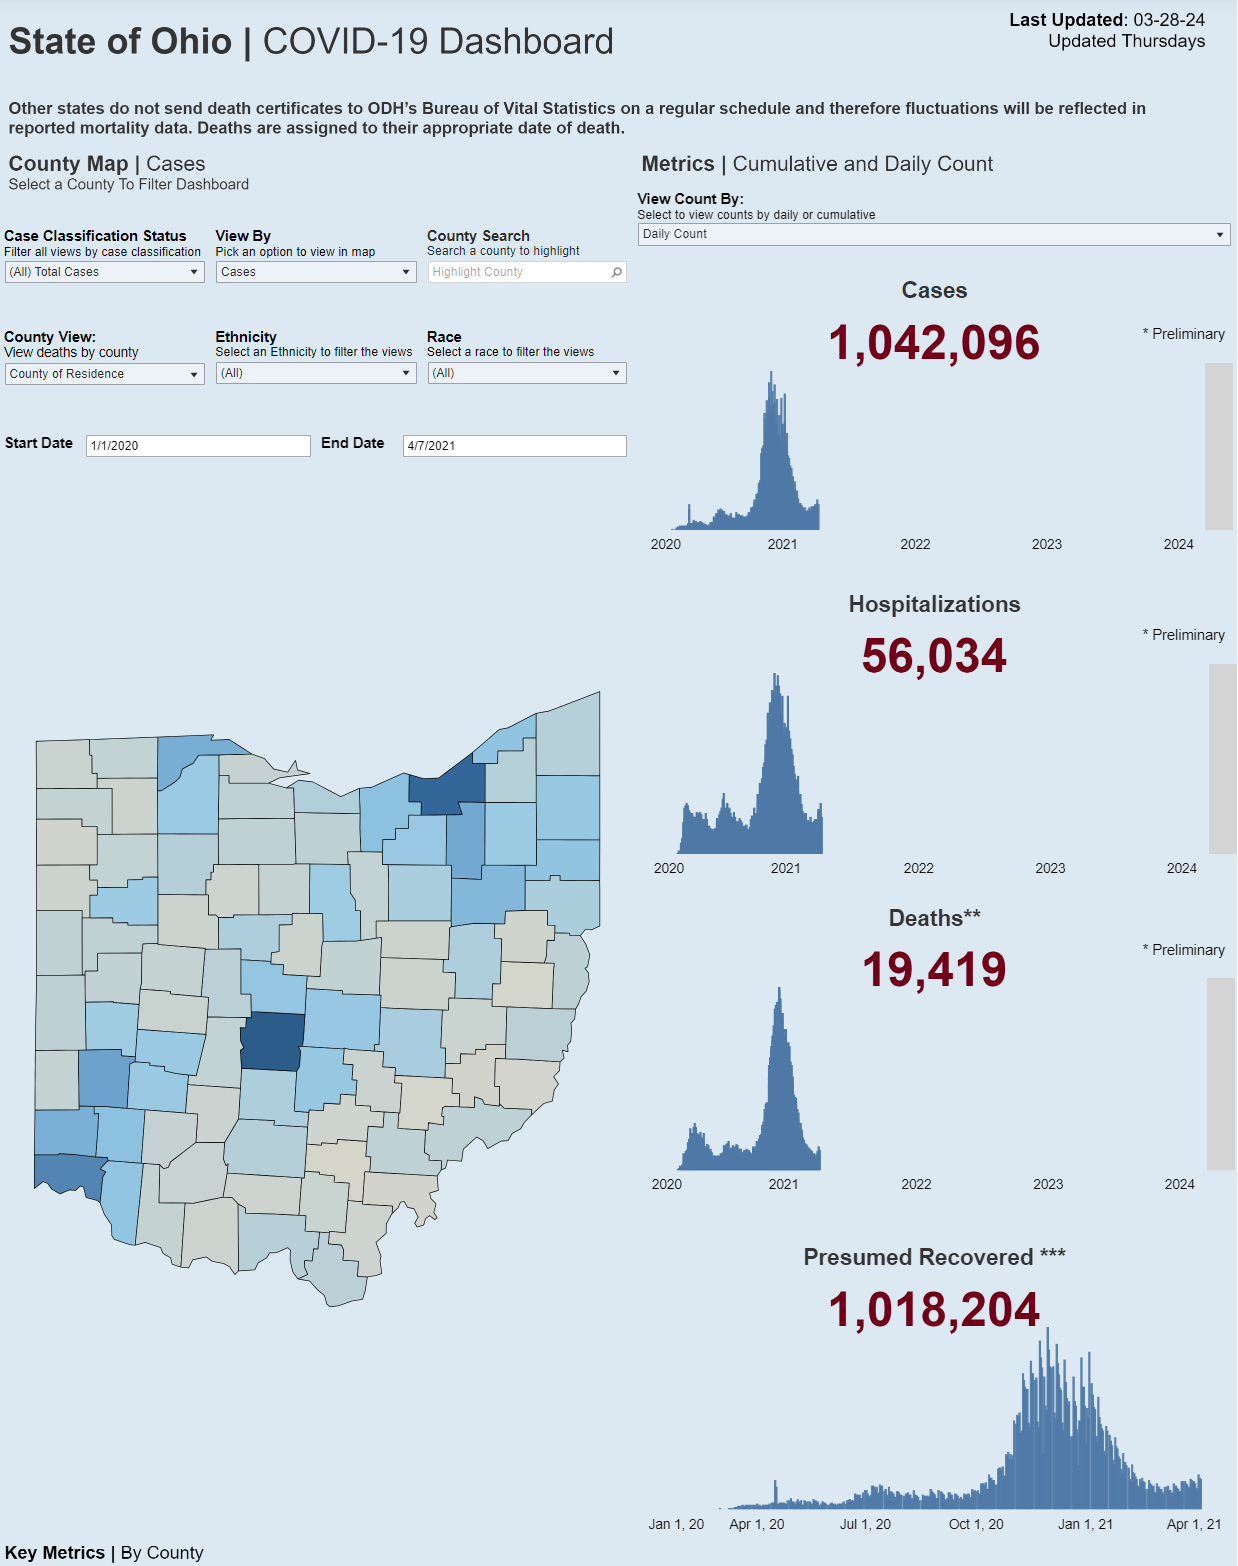 State of Ohio | COVID-19 Dashboard
Last Updated: 03-28-24
Updated Thursdays
Other states do not send death certificates to ODH's Bureau of Vital Statistics on a regular schedule and therefore fluctuations will be reflected in
reported mortality data. Deaths are assigned to their appropriate date of death.
County Map | Cases
Select a County To Filter Dashboard
Metrics | Cumulative and Daily Count
View Count By:
Select to view counts by daily or cumulative
Daily Count
Case Classification Status
Filter all views by case classification
(All) Total Cases
View By
Pick an option to view in map
Cases
County Search
Search a county to highlight
Highlight County
County View:
View deaths by county
County of Residence
Ethnicity
Select an Ethnicity to filter the views
(All)
Race
Select a race to filter the views
(All)
Start Date
1/1/2020
End Date
4/7/2021
Cases
1,042,096
* Preliminary
2020 2021 2022 2023 2024
Hospitalizations
56,034
* Preliminary
2020 2021 2022 2023 2024
Deaths**
19,419
* Preliminary
2020 2021 2022 2023 2024
Presumed Recovered ***
1,018,204
Jan 1, 20 Apr 1, 20 Jul 1, 20 Oct 1, 20 Jan 1, 21 Apr 1, 21
Key Metrics | By County